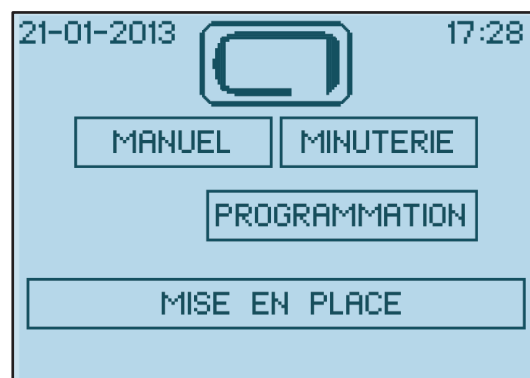 21-01-2013 17:28
MANUEL MINUTERIE
PROGRAMMATION
MISE EN PLACE